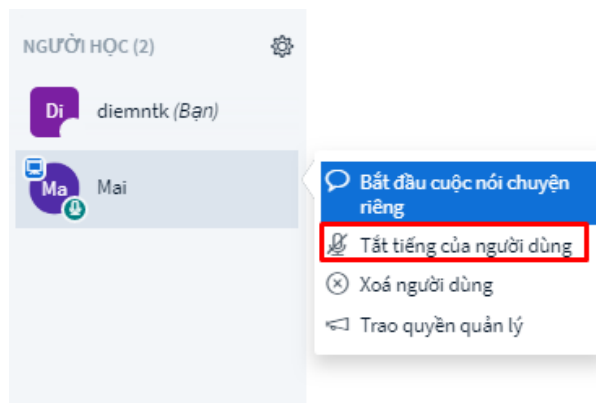 NGƯỜI HỌC (2)
Di diemntk (Bạn)
Ma Mai
Bắt đầu cuộc nói chuyện
riêng
Tắt tiếng của người dùng
Xoá người dùng
Trao quyền quản lý